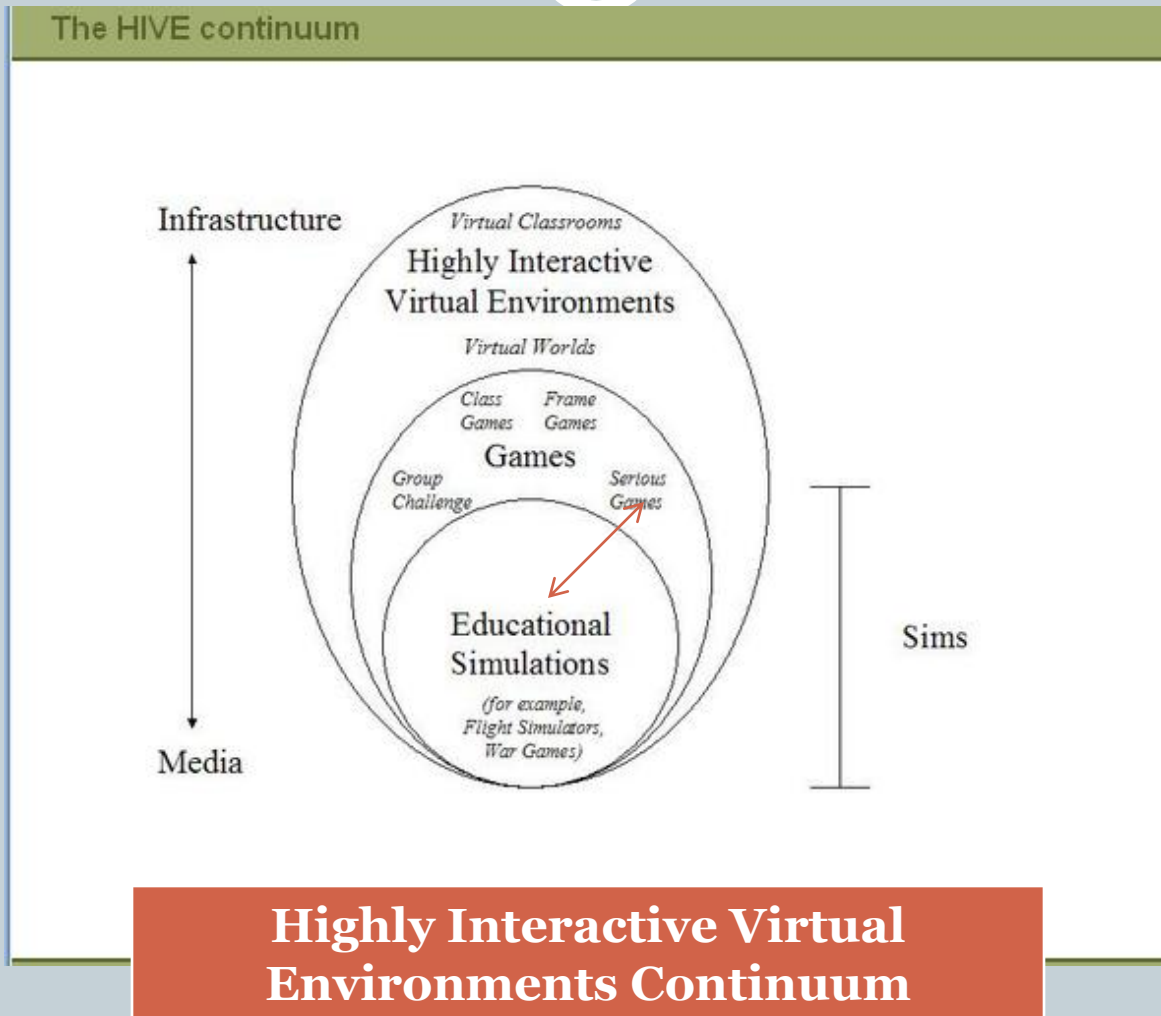 The HIVE continuum
Infrastructure
Virtual Classrooms
Highly Interactive
Virtual Environments
Virtual Worlds
Class Frame
Games Games
Games
Group Serious
Challenge Games
Educational
Simulations
(for example,
Flight Simulators,
War Games)
Sims
Media
Highly Interactive Virtual
Environments Continuum